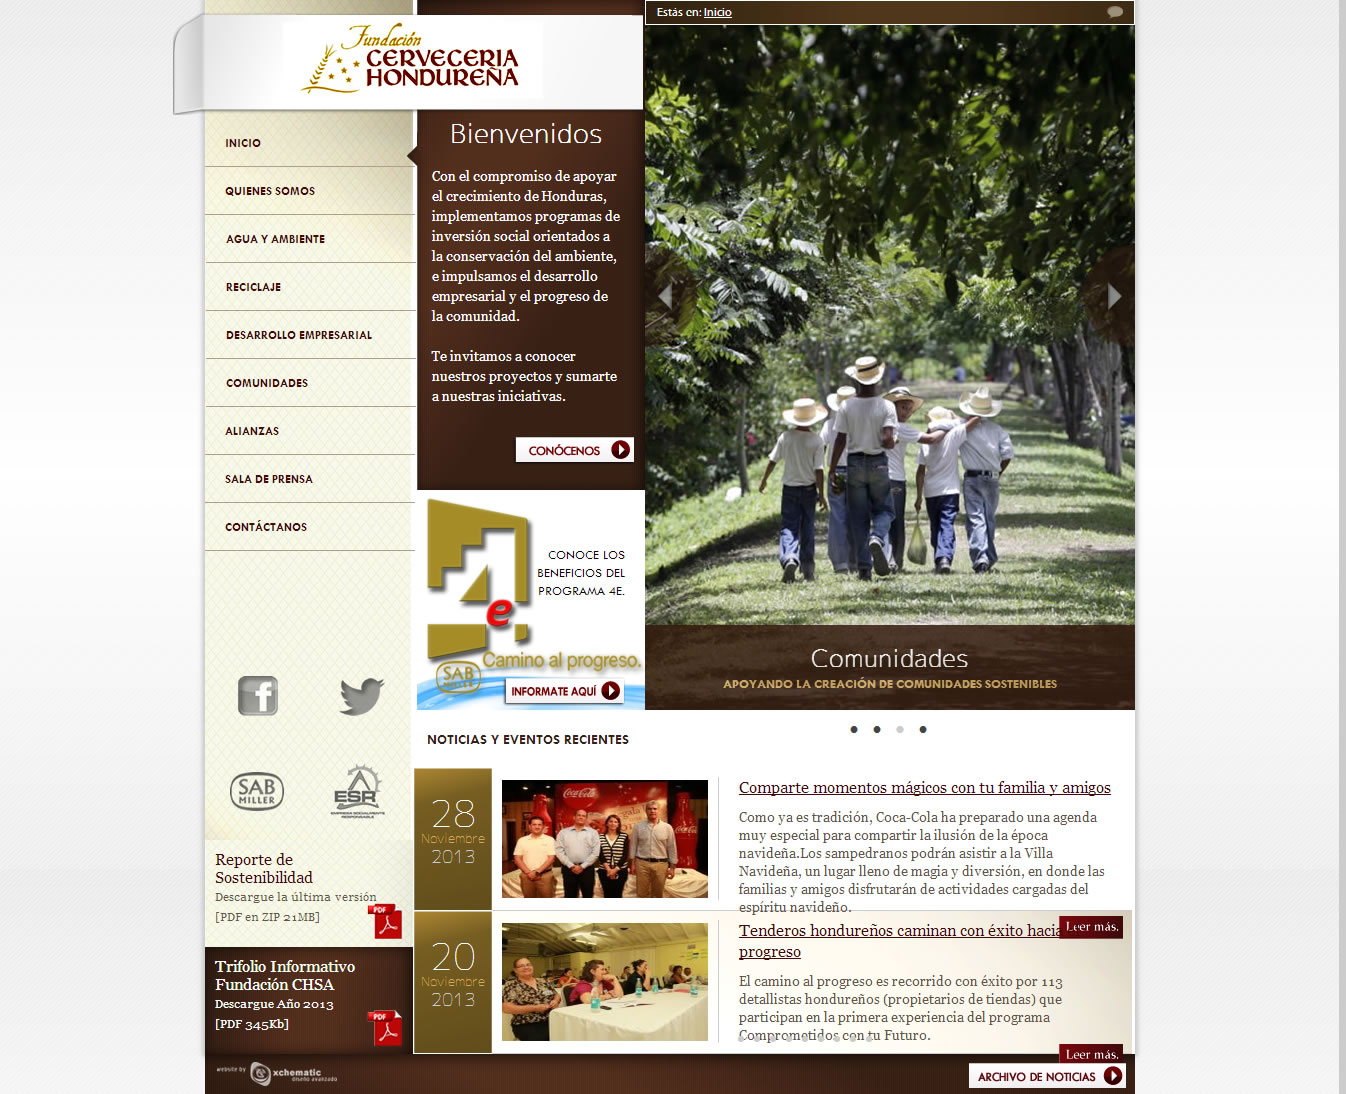 Estás en: Inicio
Fundación
CERVECERIA
HONDUREÑA
INICIO
QUIENES SOMOS
AGUA Y AMBIENTE
RECICLAJE
DESARROLLO EMPRESARIAL
COMUNIDADES
ALIANZAS
SALA DE PRENSA
CONTÁCTANOS
Bienvenidos
Con el compromiso de apoyar
el crecimiento de Honduras,
implementamos programas de
inversión social orientados a
la conservación del ambiente,
e impulsamos el desarrollo
empresarial y el progreso de
la comunidad.
Te invitamos a conocer
nuestros proyectos y sumarte
a nuestras iniciativas.
CONÓCENOS
CONOCE LOS
BENEFICIOS DEL
PROGRAMA 4E.
e
Camino al progreso.
SAB
MILLER
INFORMATE AQUÍ
Comunidades
APOYANDO LA CREACIÓN DE COMUNIDADES SOSTENIBLES
f
SAB
MILLER
ESR
EMPRESA SOCIALMENTE
RESPONSABLE
Reporte de
Sostenibilidad
Descargue la última versión
[PDF en ZIP 21MB]
PDF
Trifolio Informativo
Fundación CHSA
Descargue Año 2013
[PDF 345Kb]
PDF
NOTICIAS Y EVENTOS RECIENTES
28
Noviembre
2013
Coca-Cola
Comparte momentos mágicos con tu familia y amigos
Como ya es tradición, Coca-Cola ha preparado una agenda
muy especial para compartir la ilusión de la época
navideña.Los sampedranos podrán asistir a la Villa
Navideña, un lugar lleno de magia y diversión, en donde las
familias y amigos disfrutarán de actividades cargadas del
espíritu navideño.
Leer más.
20
Noviembre
2013
Tenderos hondureños caminan con éxito hacia
progreso
El camino al progreso es recorrido con éxito por 113
detallistas hondureños (propietarios de tiendas) que
participan en la primera experiencia del programa
Comprometidos con tu Futuro.
Leer más.
website by
xchematic
diseño avanzado
ARCHIVO DE NOTICIAS